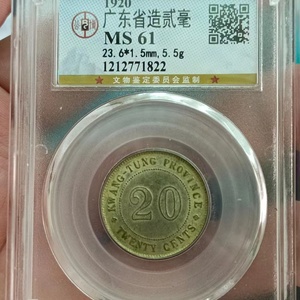 1920
广东省造贰毫
MS 61
23.6*1.5mm,5.5g
1212771822
文物鉴定委员会监制
KWANG-TUNG PROVINCE
20
TWENTY CENTS